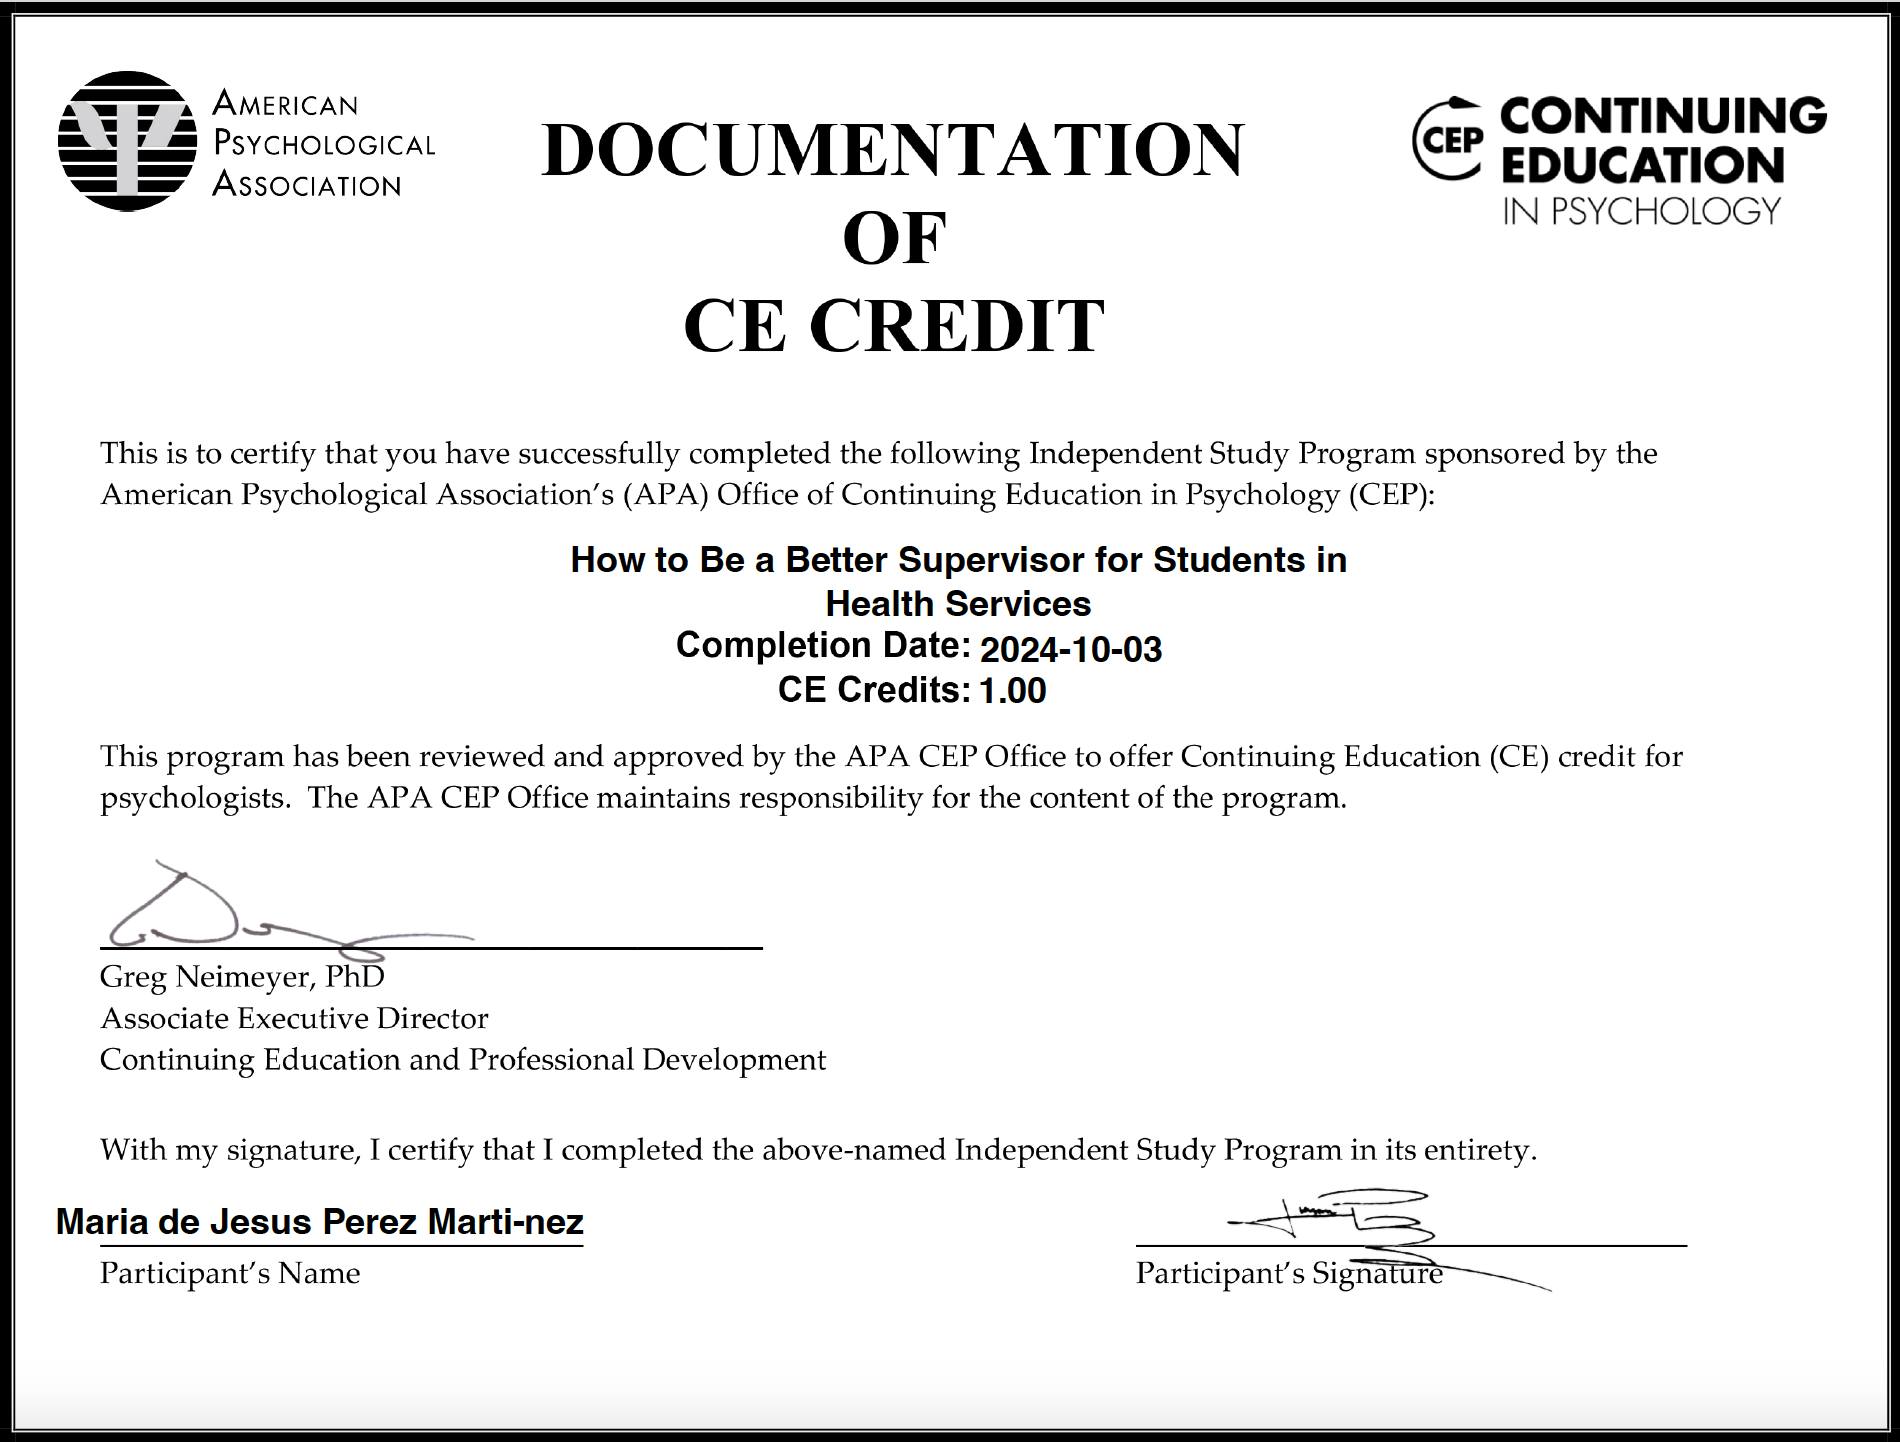 AMERICAN
PSYCHOLOGICAL
ASSOCIATION
DOCUMENTATION
OF
CE CREDIT
CEP
CONTINUING
EDUCATION
IN PSYCHOLOGY
This is to certify that you have successfully completed the following Independent Study Program sponsored by the
American Psychological Association’s (APA) Office of Continuing Education in Psychology (CEP):
How to Be a Better Supervisor for Students in
Health Services
Completion Date: 2024-10-03
CE Credits: 1.00
This program has been reviewed and approved by the APA CEP Office to offer Continuing Education (CE) credit for
psychologists.  The APA CEP Office maintains responsibility for the content of the program.
Greg Neimeyer, PhD
Associate Executive Director
Continuing Education and Professional Development
With my signature, I certify that I completed the above-named Independent Study Program in its entirety.
Maria de Jesus Perez Marti-nez
Participant’s Name
Participant’s Signature